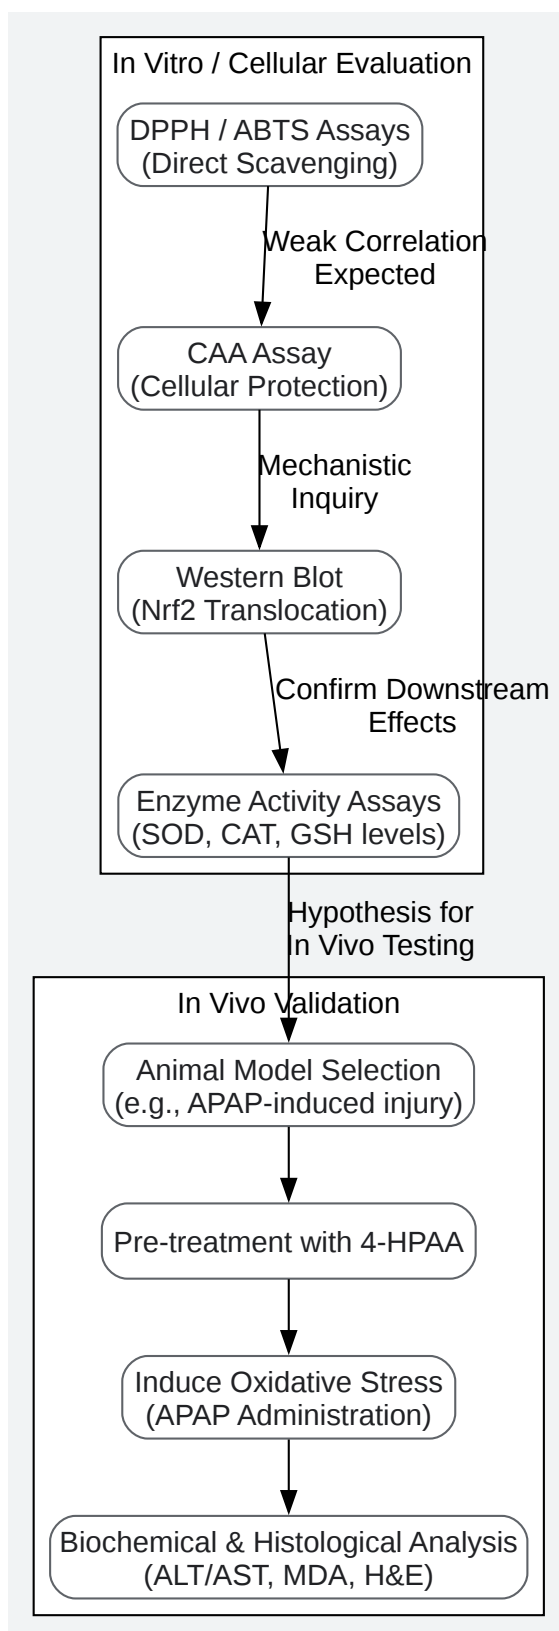 In Vitro / Cellular Evaluation
DPPH / ABTS Assays
(Direct Scavenging)
Weak Correlation
Expected
CAA Assay
(Cellular Protection)
Mechanistic
Inquiry
Western Blot
(Nrf2 Translocation)
Confirm Downstream
Effects
Enzyme Activity Assays
(SOD, CAT, GSH levels)
Hypothesis for
In Vivo Testing
In Vivo Validation
Animal Model Selection
(e.g., APAP-induced injury)
Pre-treatment with 4-HPAA
Induce Oxidative Stress
(APAP Administration)
Biochemical & Histological Analysis
(ALT/AST, MDA, H&E)